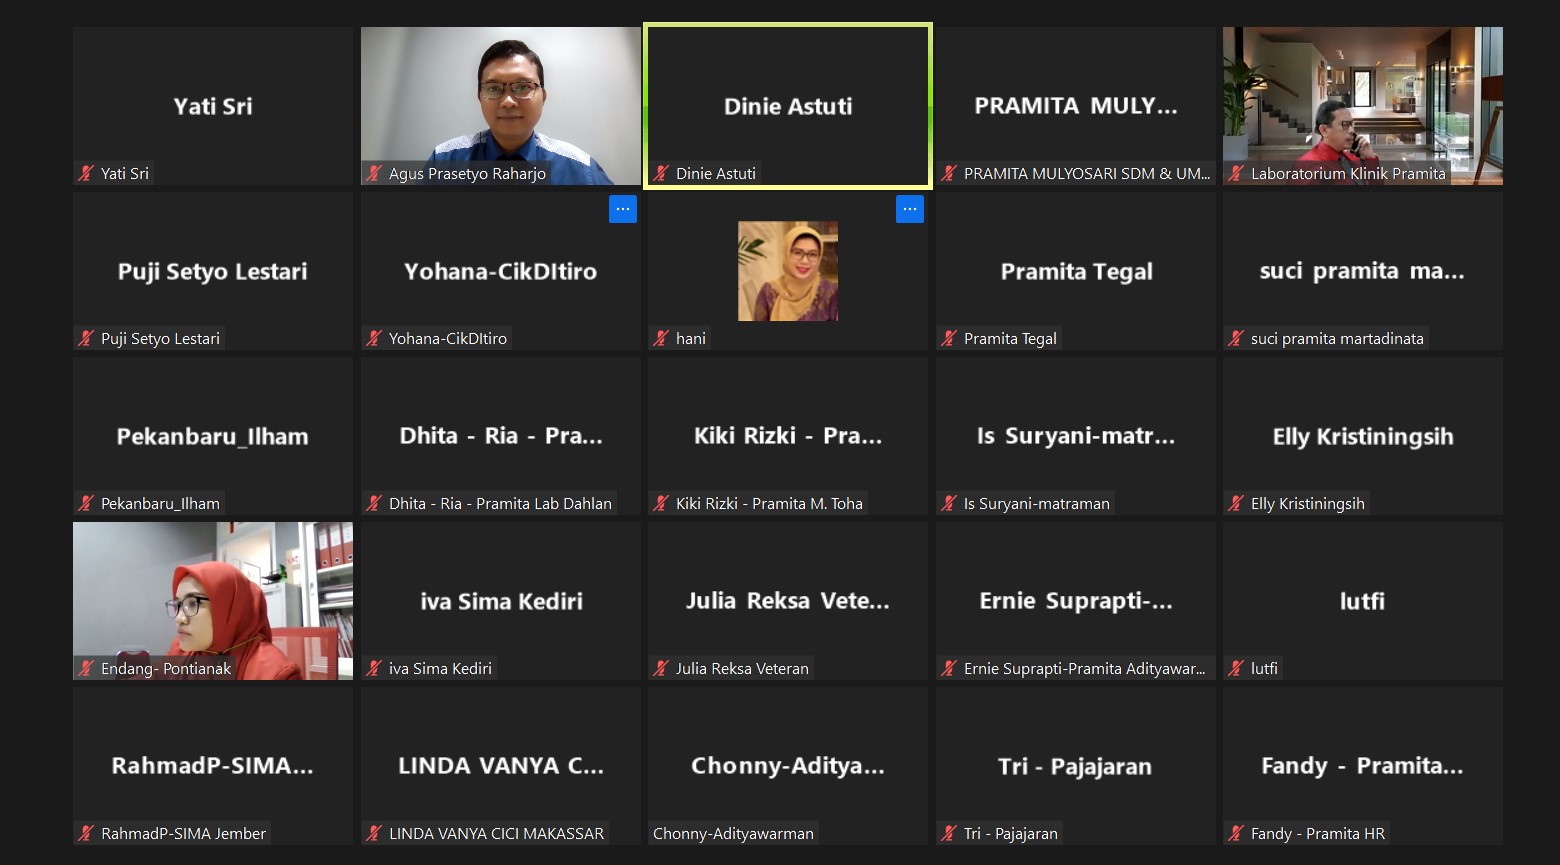 Yati Sri
Yati Sri
Agus Prasetyo Raharjo
Dinie Astuti
Dinie Astuti
PRAMITA MULY...
PRAMITA MULYOSARI SDM & UM...
Laboratorium Klinik Pramita
Puji Setyo Lestari
Puji Setyo Lestari
Yohana-CikDItiro
Yohana-CikDItiro
hani
Pramita Tegal
Pramita Tegal
suci pramita ma...
suci pramita martadinata
Pekanbaru_Ilham
Pekanbaru_Ilham
Dhita - Ria - Pra...
Dhita - Ria - Pramita Lab Dahlan
Kiki Rizki - Pra...
Kiki Rizki - Pramita M. Toha
Is Suryani-matr...
Is Suryani-matraman
Elly Kristiningsih
Elly Kristiningsih
Endang- Pontianak
iva Sima Kediri
iva Sima Kediri
Julia Reksa Vete...
Julia Reksa Veteran
Ernie Suprapti-...
Ernie Suprapti-Pramita Adityawar...
lutfi
lutfi
RahmadP-SIMA...
RahmadP-SIMA Jember
LINDA VANYA C...
LINDA VANYA CICI MAKASSAR
Chonny-Aditya...
Chonny-Adityawarman
Tri - Pajajaran
Tri - Pajajaran
Fandy - Pramita...
Fandy - Pramita HR